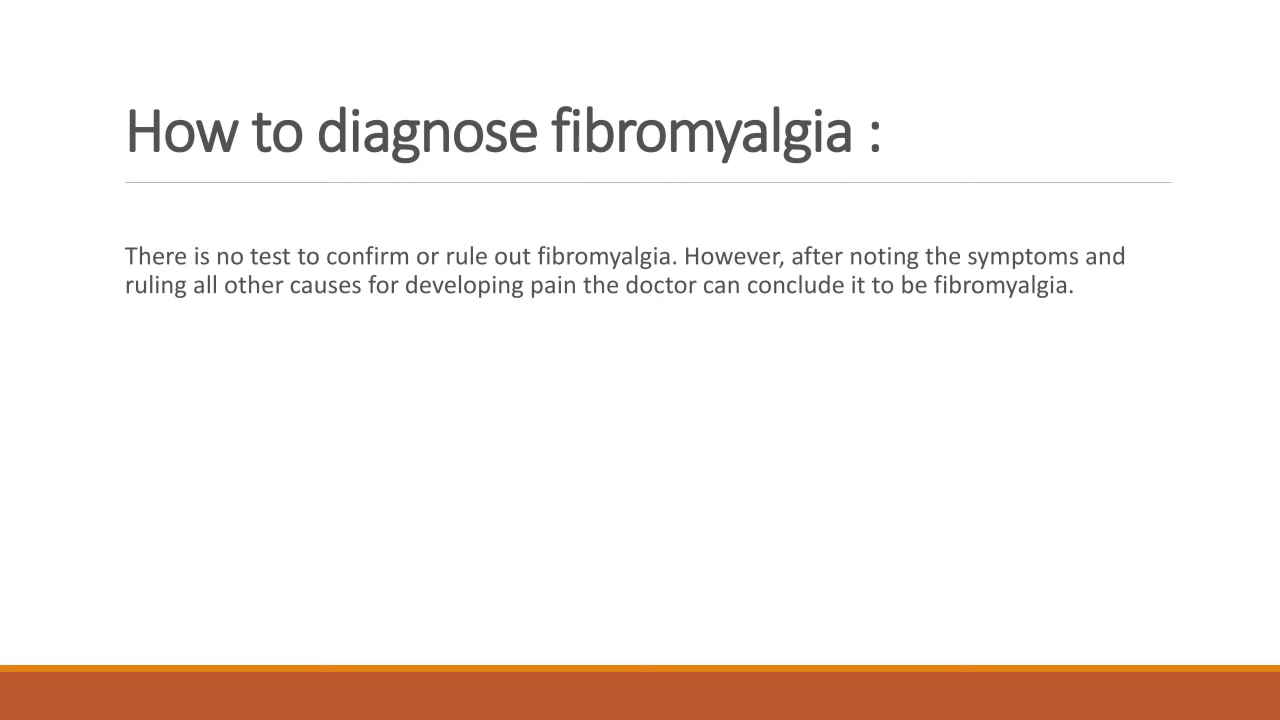 How to diagnose fibromyalgia :
There is no test to confirm or rule out fibromyalgia. However, after noting the symptoms and
ruling all other causes for developing pain the doctor can conclude it to be fibromyalgia.